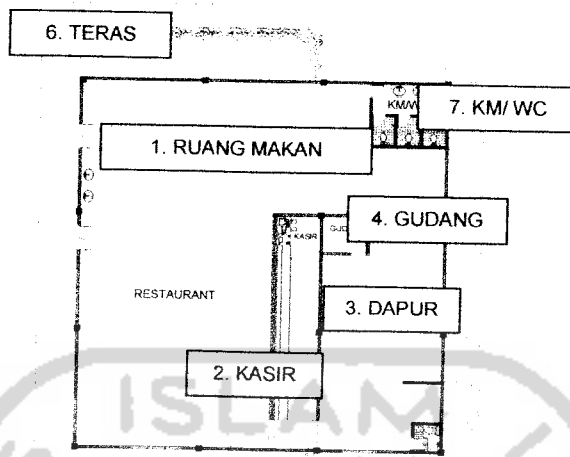 6. TERAS
KM/W
7. KM/ WC
1. RUANG MAKAN
4. GUDANG
KASIR
GUD
RESTAURANT
3. DAPUR
2. KASIR
ISLAM